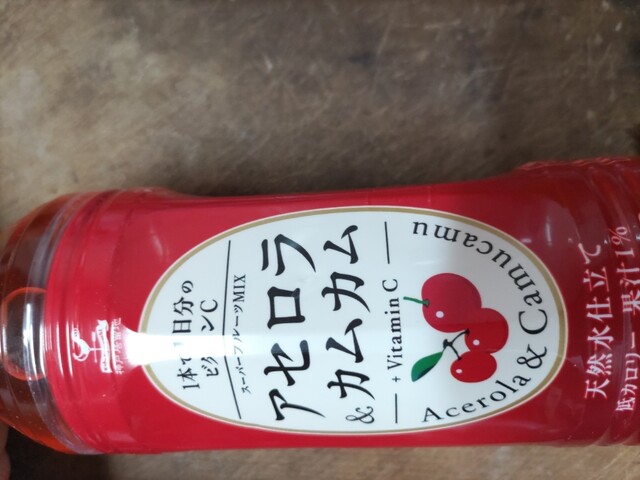 1本で1日分の
ビタミンC
スーパーフルーツMIX
アセロラ
&カムカム
+ Vitamin C
Acerola & Camucamu
天然水仕立て
低カロリー 果汁1%